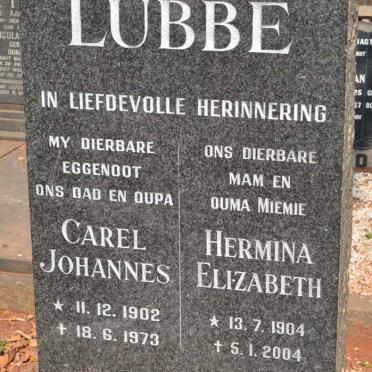 LUBBE
IN LIEFDEVOLLE HERINNERING
MY DIERBARE
EGGENOOT
ONS DAD EN OUPA
CAREL
JOHANNES
★ 11. 12. 1902
✝ 18. 6. 1973
ONS DIERBARE
MAM EN
OUMA MIEMIE
HERMINA
ELIZABETH
★ 13. 7. 1904
✝ 5. 1. 2004